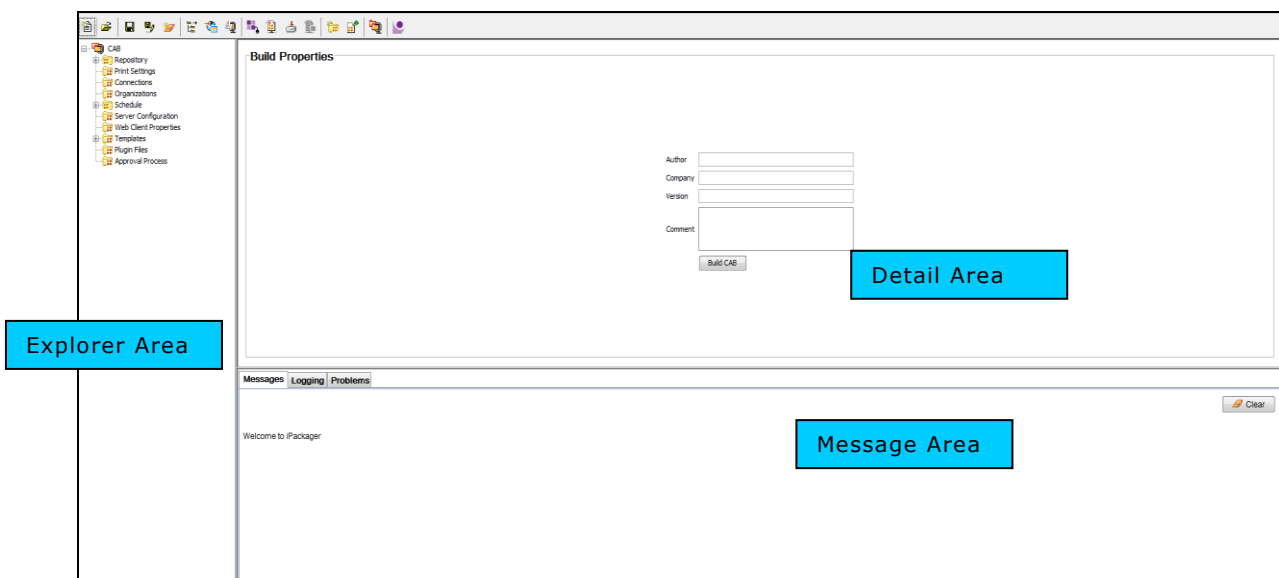 CAB
Repository
Print Settings
Connections
Organizations
Schedule
Server Configuration
Web Client Properties
Templates
Plugin Files
Approval Process
Explorer Area
Build Properties
Author
Company
Version
Comment
Build CAB
Detail Area
Messages Logging Problems
Clear
Welcome to iPackager
Message Area